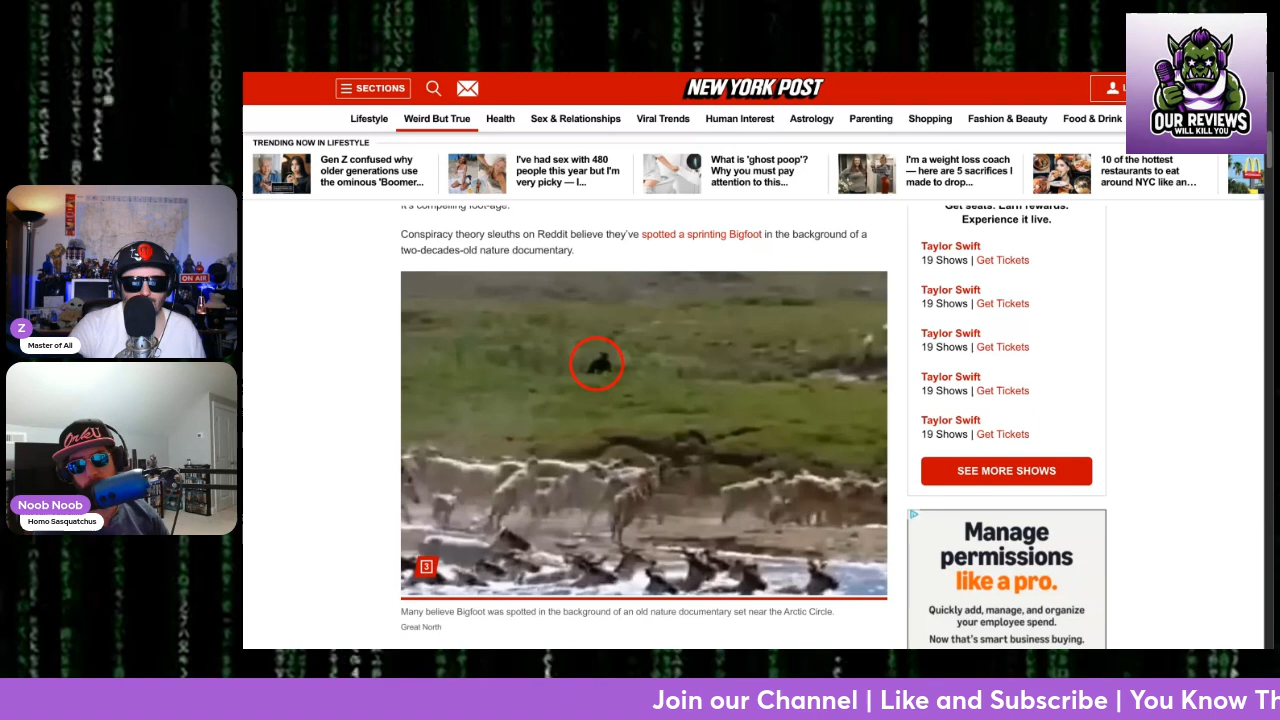 SECTIONS
NEW YORK POST
OUR REVIEWS
WILL KILL YOU
Lifestyle
Weird But True
Health
Sex & Relationships
Viral Trends
Human Interest
Astrology
Parenting
Shopping
Fashion & Beauty
Food & Drink
TRENDING NOW IN LIFESTYLE
Gen Z confused why
older generations use
the ominous 'Boomer...
I've had sex with 480
people this year but I'm
very picky — I...
What is 'ghost poop'?
Why you must pay
attention to this...
I'm a weight loss coach
— here are 5 sacrifices I
made to drop...
10 of the hottest
restaurants to eat
around NYC like an...
it's compelling foot-age.
Conspiracy theory sleuths on Reddit believe they've spotted a sprinting Bigfoot in the background of a
two-decades-old nature documentary.
3
Many believe Bigfoot was spotted in the background of an old nature documentary set near the Arctic Circle.
Great North
Get seats. Earn rewards.
Experience it live.
Taylor Swift
19 Shows | Get Tickets
Taylor Swift
19 Shows | Get Tickets
Taylor Swift
19 Shows | Get Tickets
Taylor Swift
19 Shows | Get Tickets
Taylor Swift
19 Shows | Get Tickets
SEE MORE SHOWS
Manage
permissions
like a pro.
Quickly add, manage, and organize
your employee spend.
Now that's smart business buying.
ON AIR
Z
Master of All
Noob Noob
Homo Sasquatchus
Join our Channel | Like and Subscribe | You Know Th